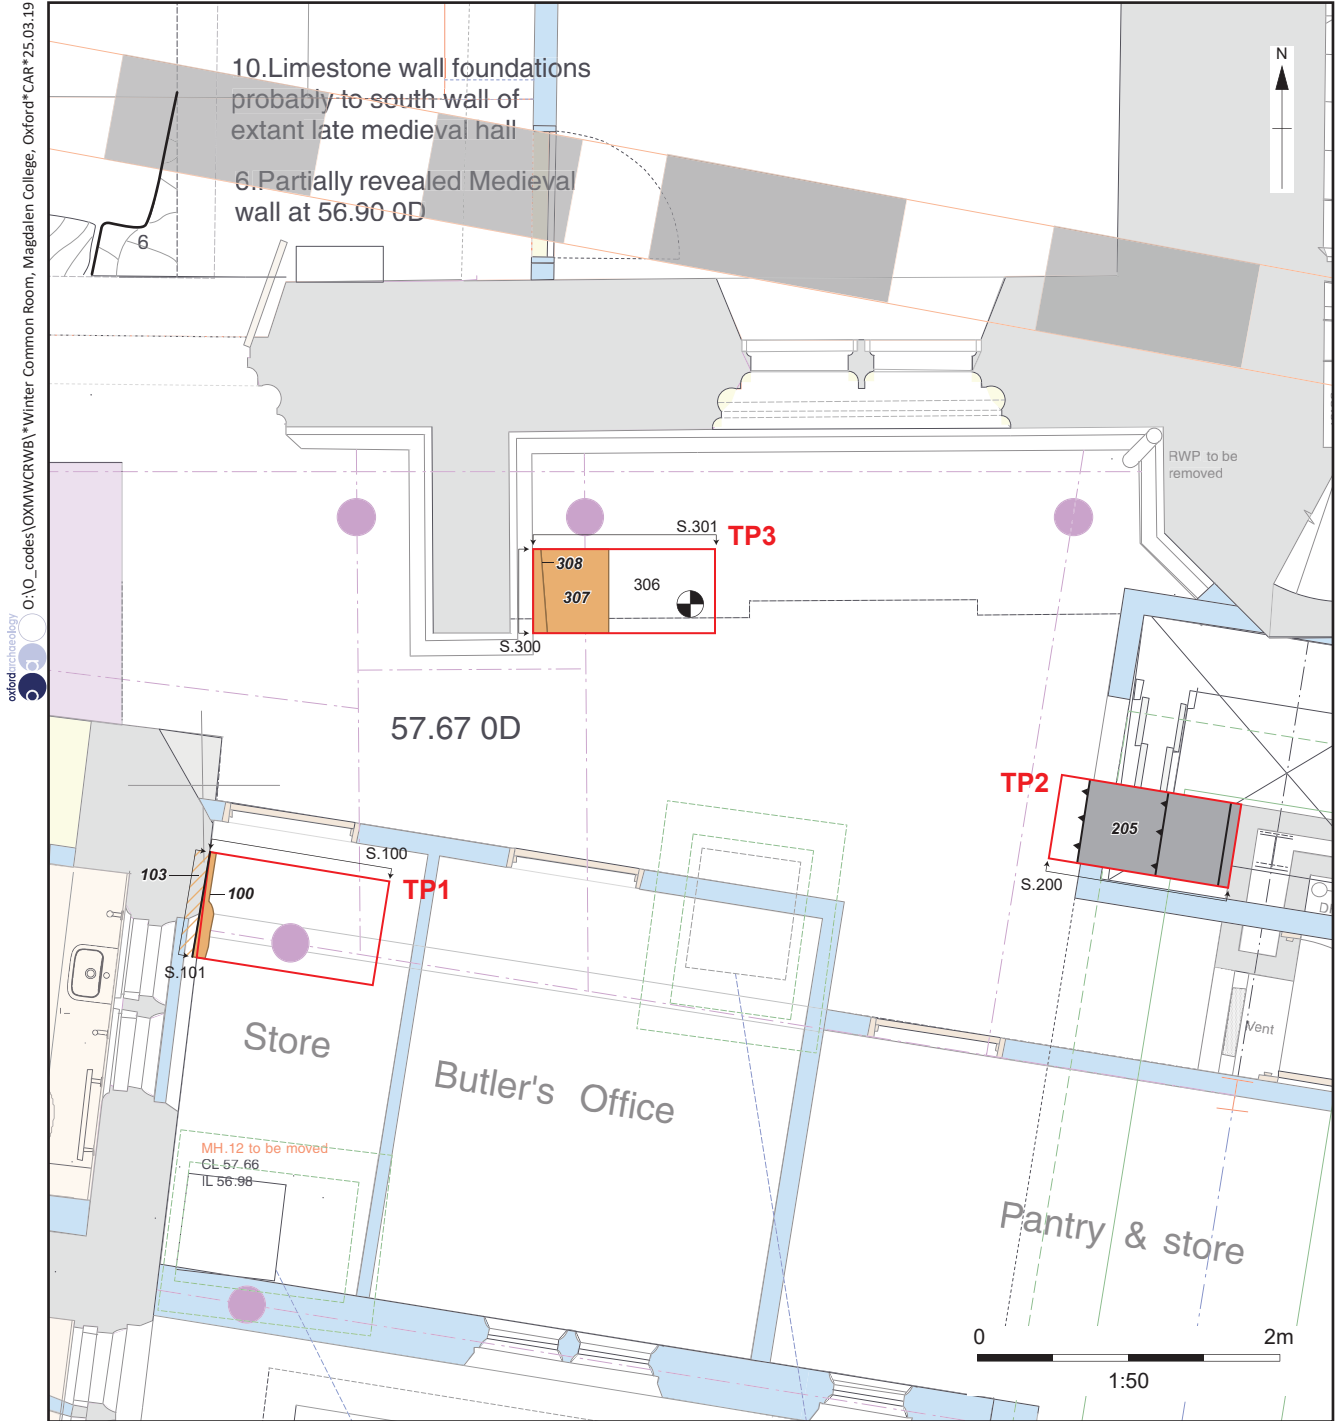 O:\O_codes\OXMWCRWB\*Winter Common Room, Magdalen College, Oxford*CAR*25.03.19
oxfordarchaeology
oa
10.Limestone wall foundations
probably to south wall of
extant late medieval hall
6.Partially revealed Medieval
wall at 56.90 0D
N
6
RWP to be
removed
S.301
TP3
308
307
306
S.300
57.67 0D
TP2
205
S.200
S.100
103
100
TP1
S.101
Store
Butler's Office
Vent
MH.12 to be moved
CL 57.66
IL 56.98
Pantry & store
0 2m
1:50